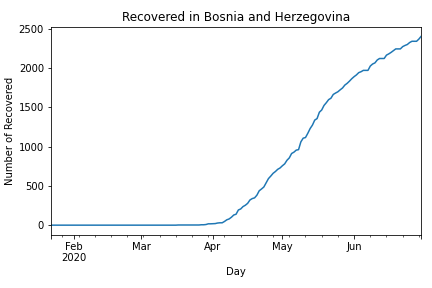 Recovered in Bosnia and Herzegovina
Number of Recovered
2500
2000
1500
1000
500
0
Feb
2020
Mar
Apr
May
Jun
Day